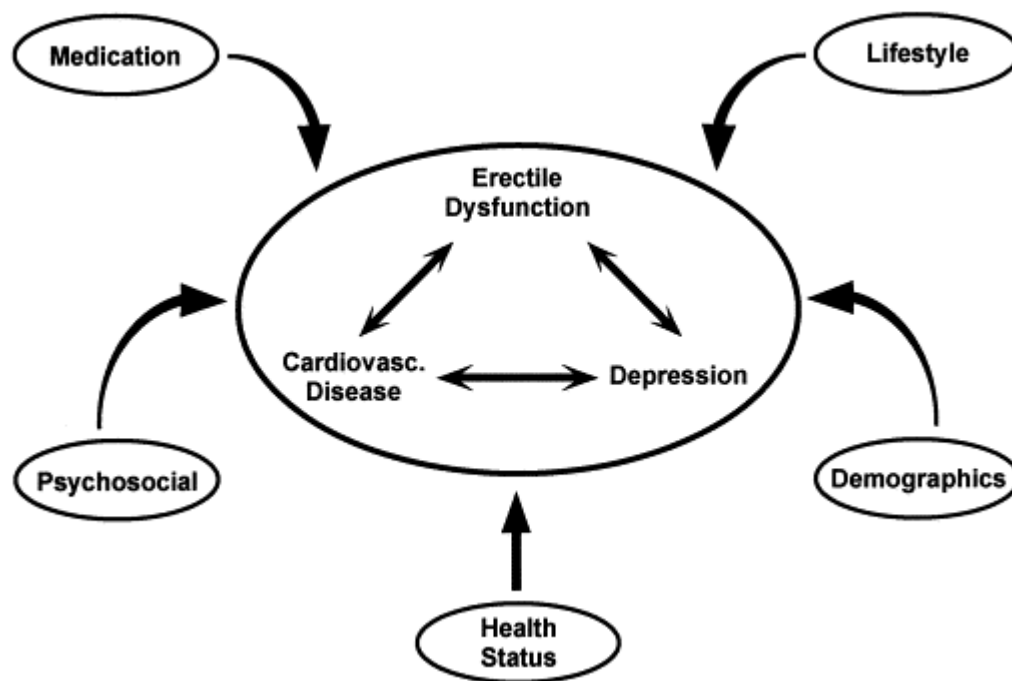 Medication
Lifestyle
Erectile
Dysfunction
Cardiovasc.
Disease
Depression
Psychosocial
Demographics
Health
Status